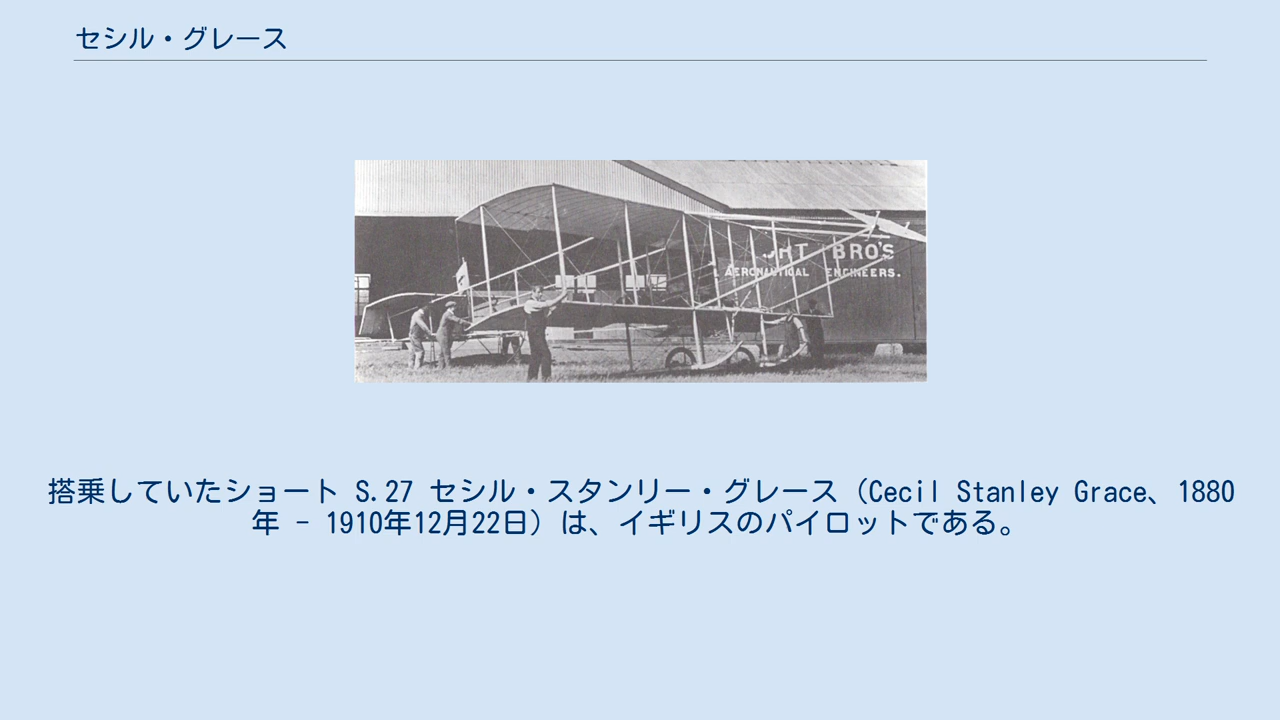 セシル・グレース
BRO'S
AERONAUTICAL ENGINEERS.
搭乗していたショート S.27 セシル・スタンリー・グレース（Cecil Stanley Grace、1880
年 - 1910年12月22日）は、イギリスのパイロットである。